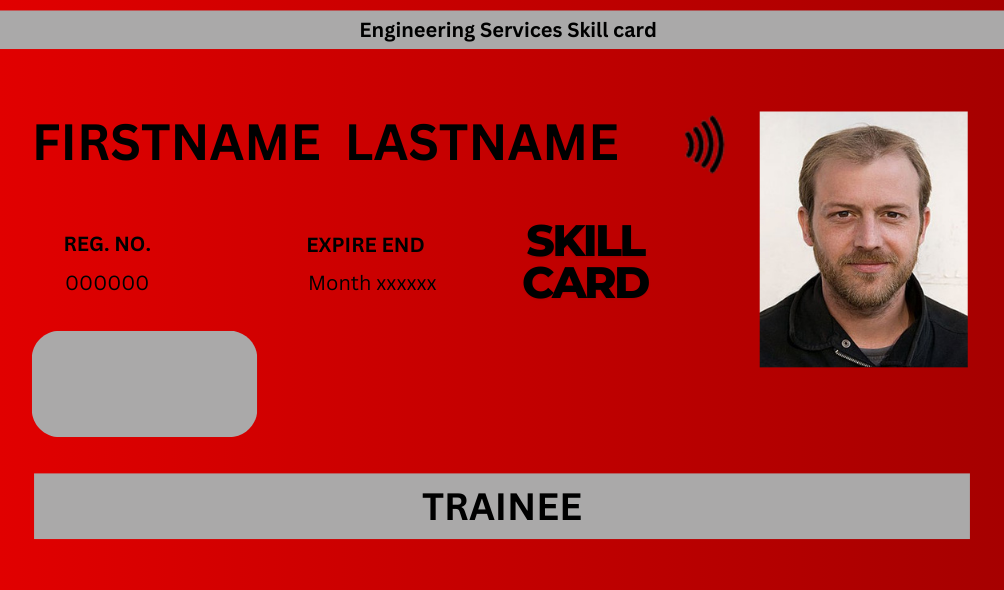 Engineering Services Skill card
FIRSTNAME LASTNAME
REG. NO.
000000
EXPIRE END
Month xxxxxx
SKILL
CARD
TRAINEE